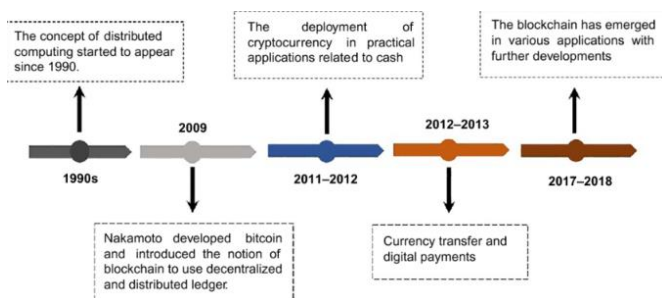 The concept of distributed
computing started to appear
since 1990.
The deployment of
cryptocurrency in practical
applications related to cash
The blockchain has emerged
in various applications with
further developments
1990s
2009
2011–2012
2012–2013
2017–2018
Nakamoto developed bitcoin
and introduced the notion of
blockchain to use decentralized
and distributed ledger.
Currency transfer and
digital payments